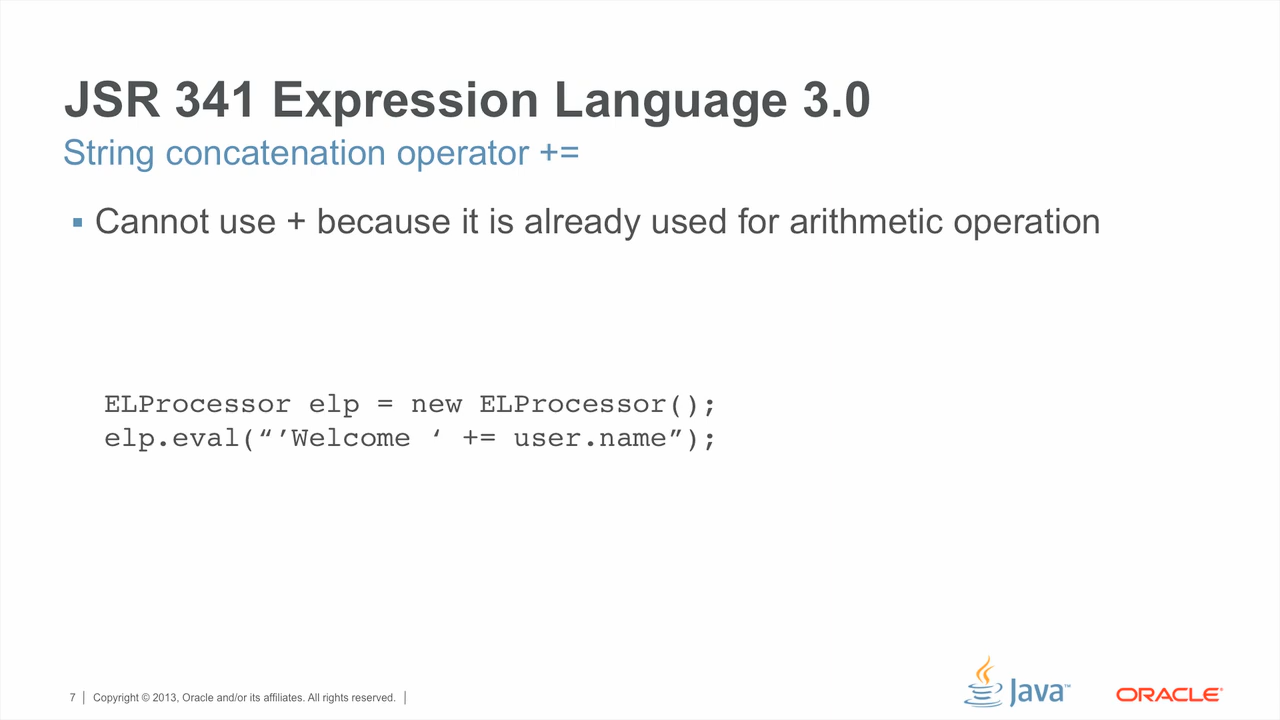 JSR 341 Expression Language 3.0
String concatenation operator +=
▪ Cannot use + because it is already used for arithmetic operation
ELProcessor elp = new ELProcessor();
elp.eval(“’Welcome ‘ += user.name”);
7 | Copyright © 2013, Oracle and/or its affiliates. All rights reserved. |
Java™
ORACLE®